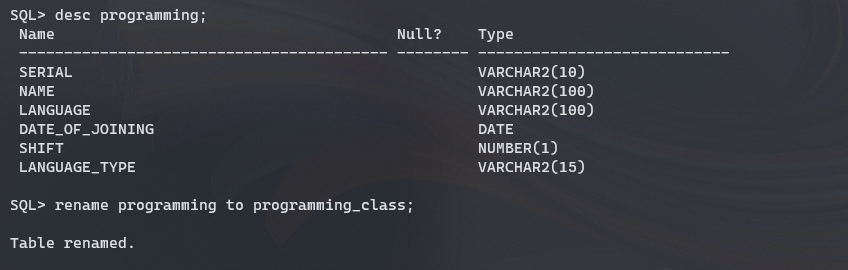 SQL> desc programming;
Name Null? Type
----------------------------------------- -------- ----------------------------
SERIAL VARCHAR2(10)
NAME VARCHAR2(100)
LANGUAGE VARCHAR2(100)
DATE_OF_JOINING DATE
SHIFT NUMBER(1)
LANGUAGE_TYPE VARCHAR2(15)
SQL> rename programming to programming_class;
Table renamed.